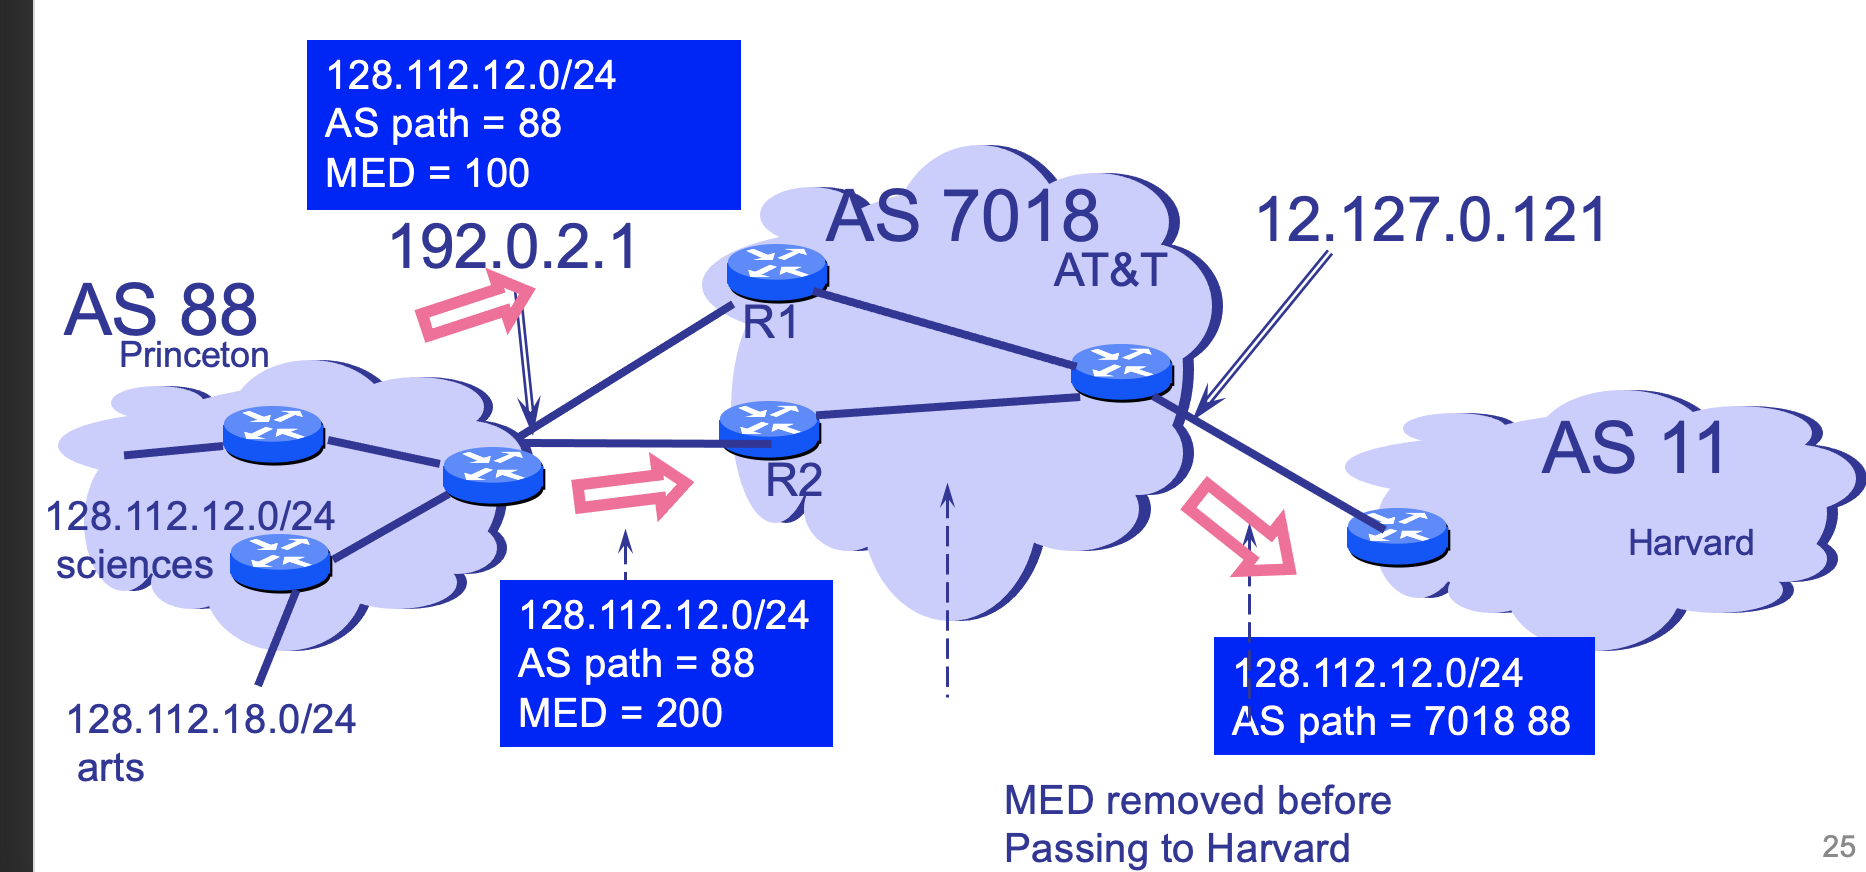 128.112.12.0/24
AS path = 88
MED = 100
192.0.2.1
AS 7018
AT&T
12.127.0.121
AS 88
Princeton
R1
R2
AS 11
Harvard
128.112.12.0/24
sciences
128.112.12.0/24
AS path = 88
MED = 200
128.112.12.0/24
AS path = 7018 88
128.112.18.0/24
arts
MED removed before
Passing to Harvard
25